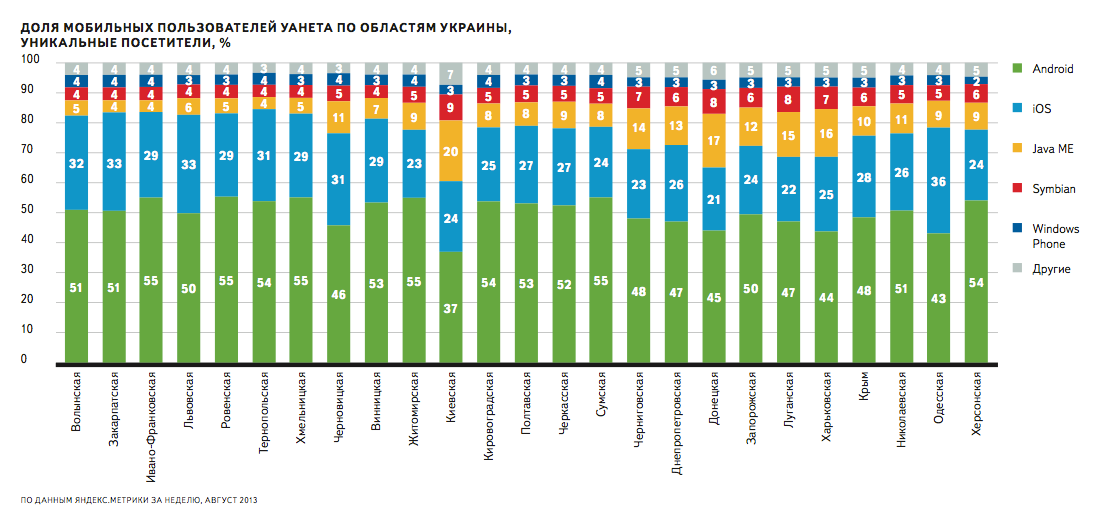 ДОЛЯ МОБИЛЬНЫХ ПОЛЬЗОВАТЕЛЕЙ УАНЕТА ПО ОБЛАСТЯМ УКРАИНЫ,
УНИКАЛЬНЫЕ ПОСЕТИТЕЛИ, %
100
90
80
70
60
50
40
30
20
10
0
4 4 4 4 4 3 4 3 4 4 7 4 4 4 4 5 5 6 5 5 5 5 4 4 5
4 4 4 3 3 4 3 4 3 4 3 4 3 3 4 3 3 3 3 3 3 3 3 3 2
4 4 4 4 4 4 4 5 4 5 9 5 5 5 5 7 6 8 6 8 7 6 5 5 6
5 4 4 6 5 4 5 11 7 9 20 8 8 9 8 14 13 17 12 15 16 10 11 9 9
32 33 29 33 29 31 29 31 29 23 24 25 27 27 24 23 26 21 24 22 25 28 26 36 24
51 51 55 50 55 54 55 46 53 55 37 54 53 52 55 48 47 45 50 47 44 48 51 43 54
Android
iOS
Java ME
Symbian
Windows
Phone
Другие
Волынская
Закарпатская
Ивано-Франковская
Львовская
Ровенская
Тернопольская
Хмельницкая
Черновицкая
Винницкая
Житомирская
Киевская
Кировоградская
Полтавская
Черкасская
Сумская
Черниговская
Днепропетровская
Донецкая
Запорожская
Луганская
Харьковская
Крым
Николаевская
Одесская
Херсонская
ПО ДАННЫМ ЯНДЕКС.МЕТРИКИ ЗА НЕДЕЛЮ, АВГУСТ 2013